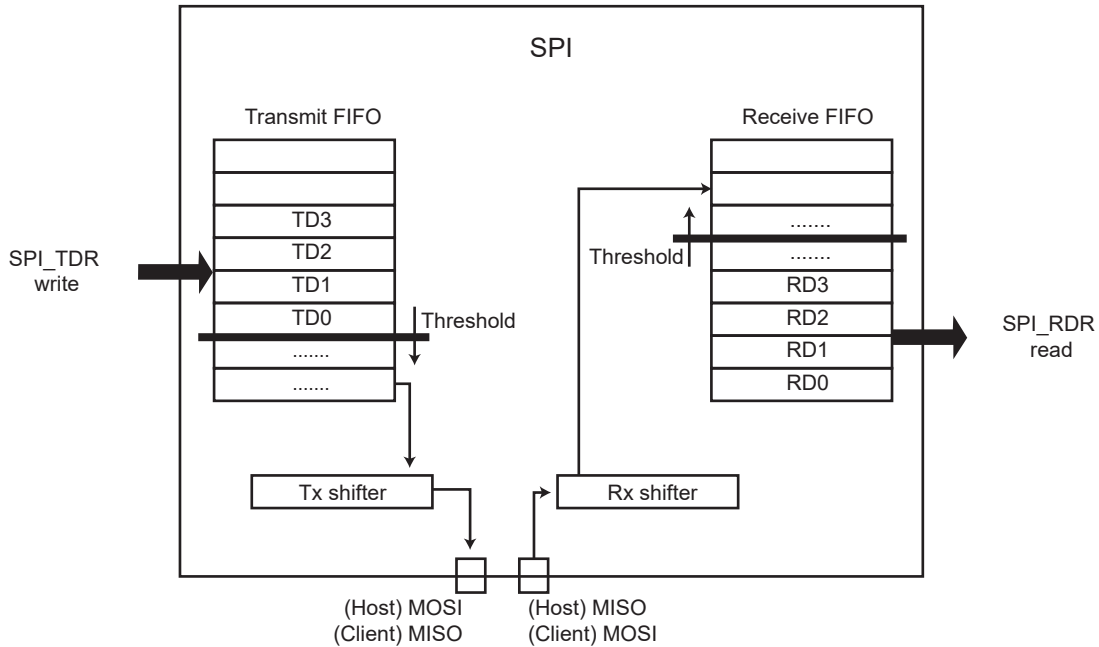 SPI
Transmit FIFO
Receive FIFO
TD3
TD2
TD1
TD0
.......
.......
Threshold
SPI_TDR
write
.......
.......
RD3
RD2
RD1
RD0
Threshold
SPI_RDR
read
Tx shifter
Rx shifter
(Host) MOSI
(Client) MISO
(Host) MISO
(Client) MOSI